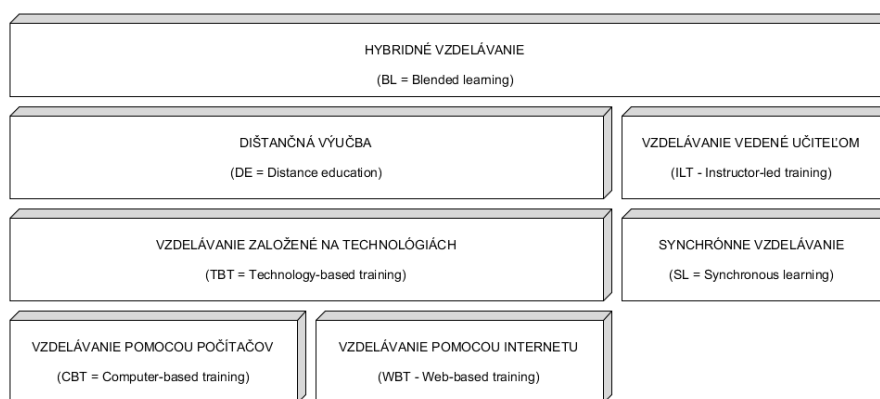 HYBRIDNÉ VZDELÁVANIE
(BL = Blended learning)
DIŠTANČNÁ VÝUČBA
(DE = Distance education)
VZDELÁVANIE VEDENÉ UČITEĽOM
(ILT - Instructor-led training)
VZDELÁVANIE ZALOŽENÉ NA TECHNOLÓGIÁCH
(TBT = Technology-based training)
SYNCHRÓNNE VZDELÁVANIE
(SL = Synchronous learning)
VZDELÁVANIE POMOCOU POČÍTAČOV
(CBT = Computer-based training)
VZDELÁVANIE POMOCOU INTERNETU
(WBT - Web-based training)